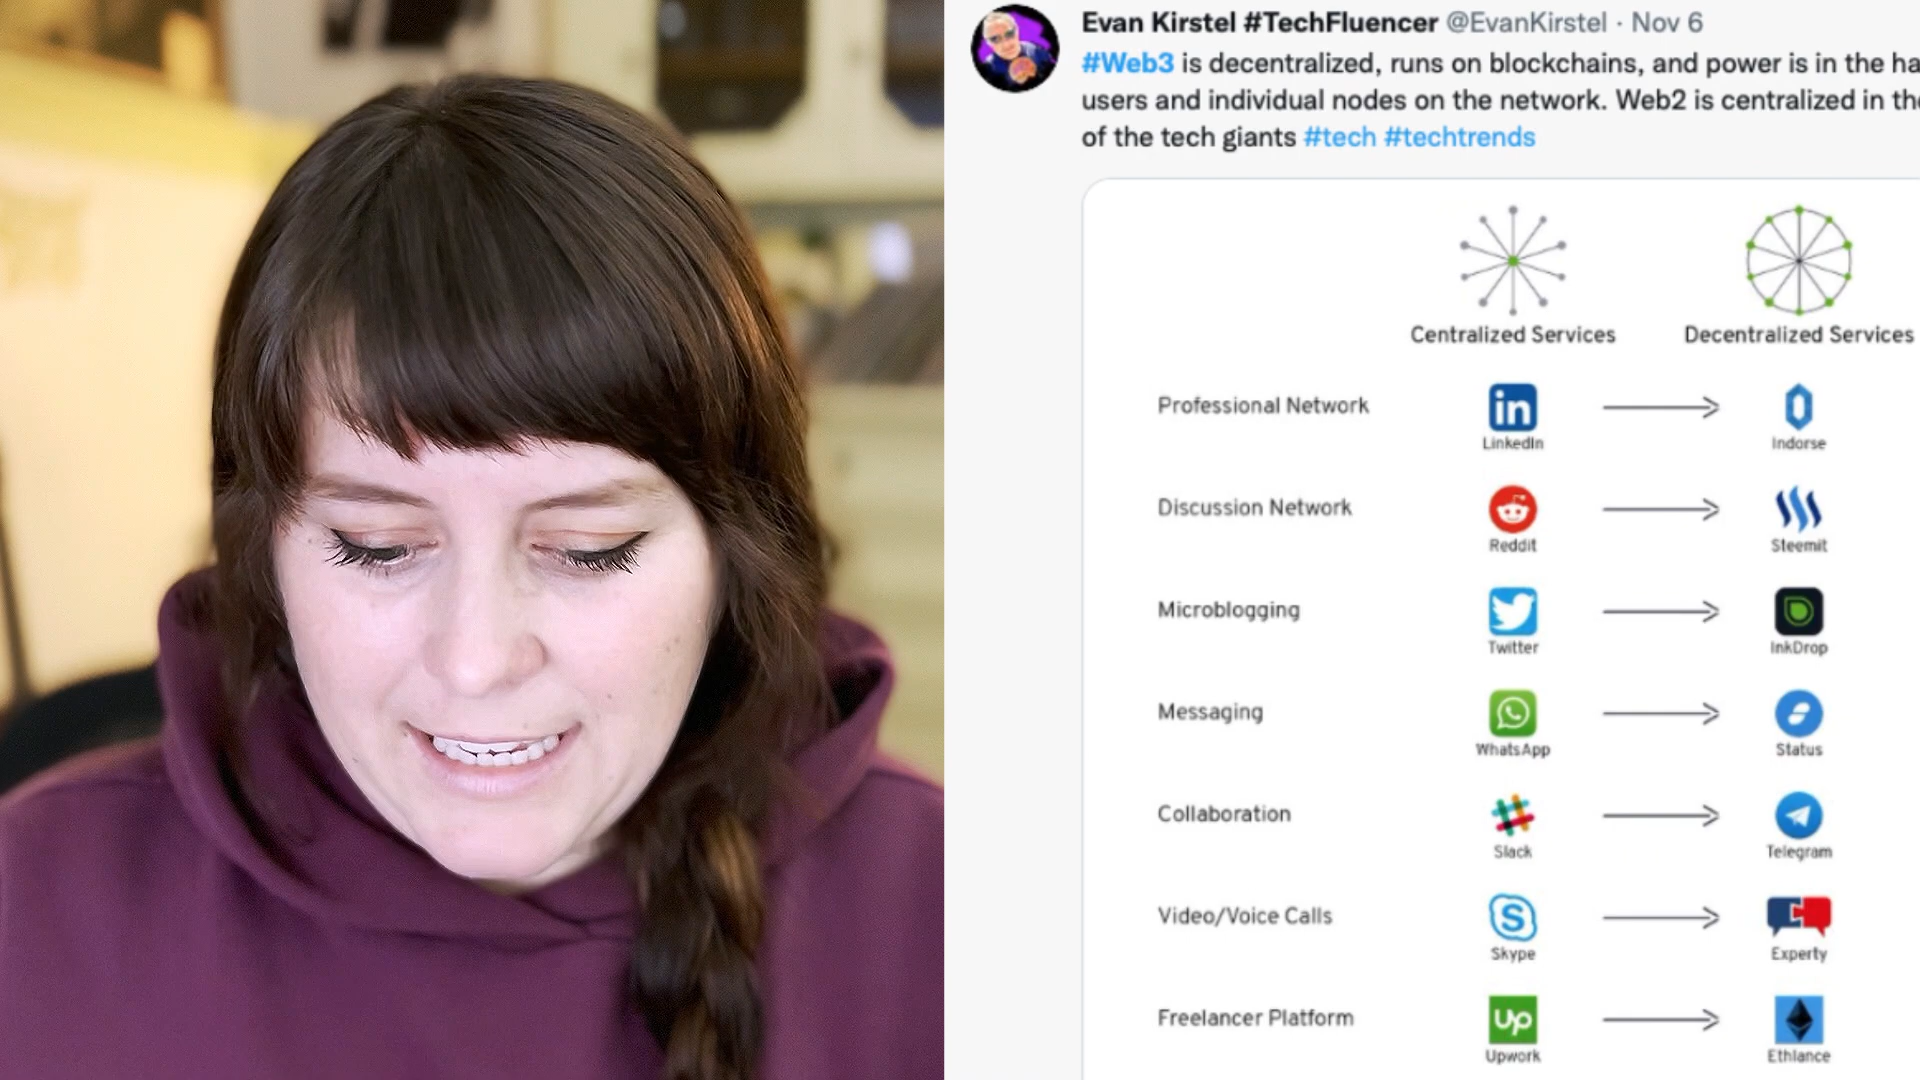 Evan Kirstel #TechFluencer @EvanKirstel · Nov 6
#Web3 is decentralized, runs on blockchains, and power is in the
users and individual nodes on the network. Web2 is centralized in
of the tech giants #tech #techtrends
Centralized Services Decentralized Services
Professional Network
in
LinkedIn Indorse
Discussion Network
Reddit Steemit
Microblogging
Twitter InkDrop
Messaging
WhatsApp Status
Collaboration
Slack Telegram
Video/Voice Calls
S
Skype Experty
Freelancer Platform
Up
Upwork Ethlance